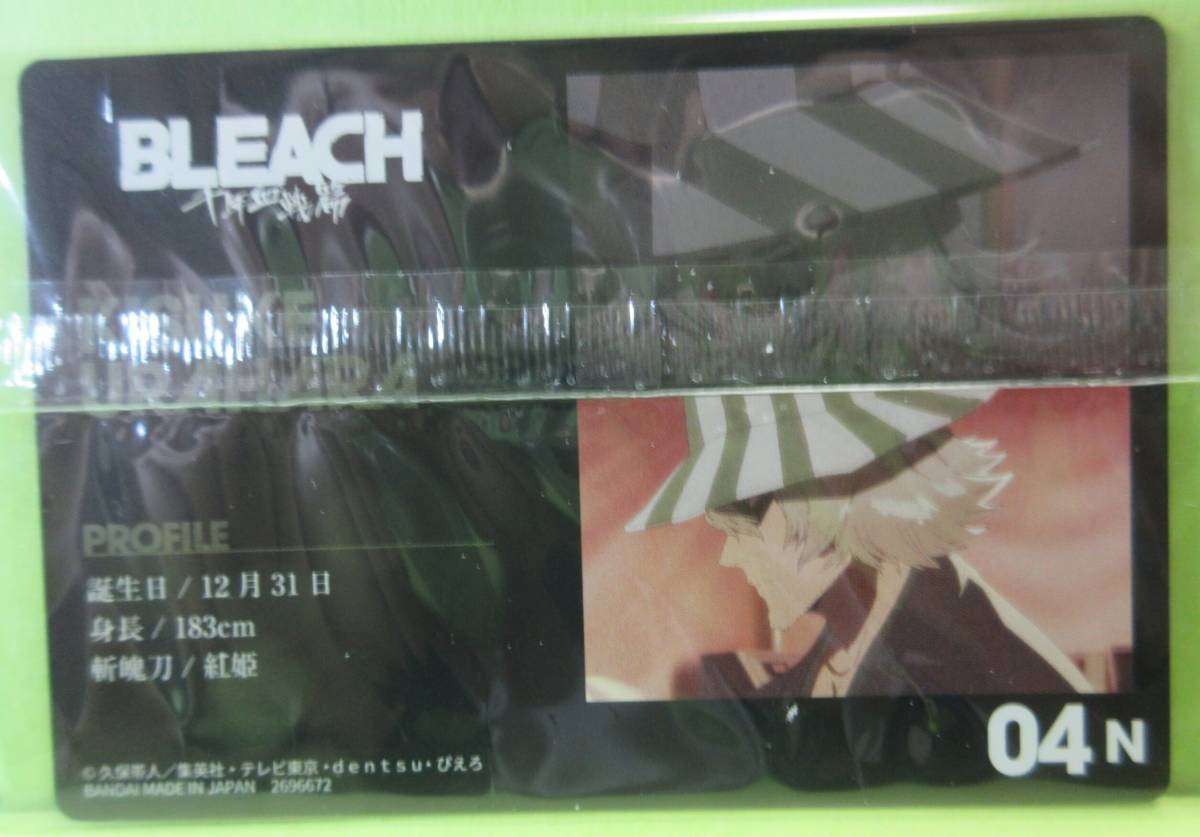 BLEACH
千年血戦篇
KISUKE
URAHARA
PROFILE
誕生日 / 12月31日
身長 / 183cm
斬魄刀 / 紅姫
©久保帯人／集英社・テレビ東京・dentsu・ぴえろ
BANDAI MADE IN JAPAN 2696672
04 N